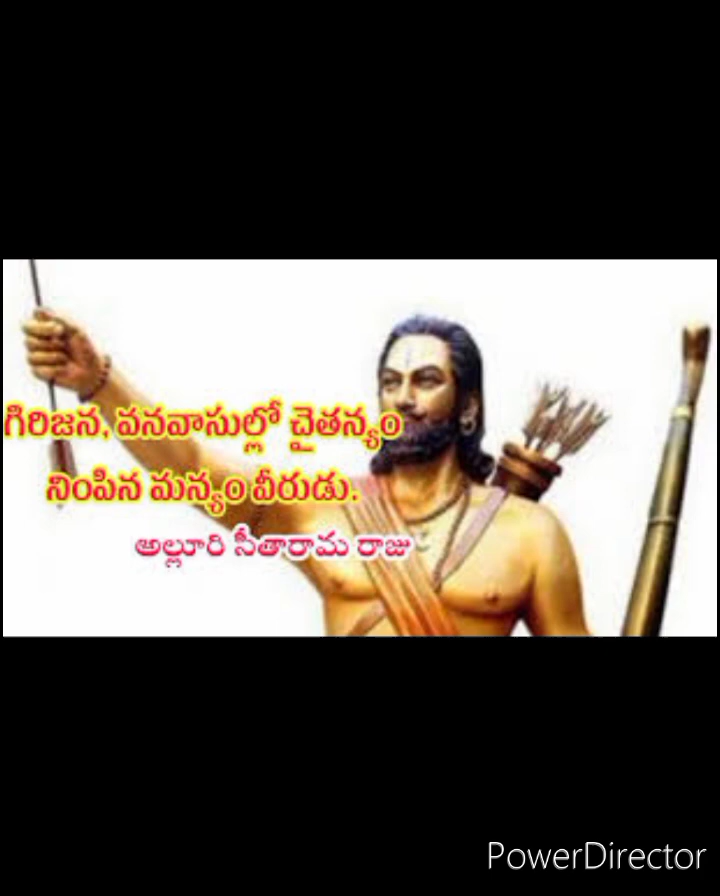 గిరిజన, వనవాసుల్లో చైతన్యం
నింపిన మన్యం వీరుడు.
అల్లూరి సీతారామ రాజు
PowerDirector